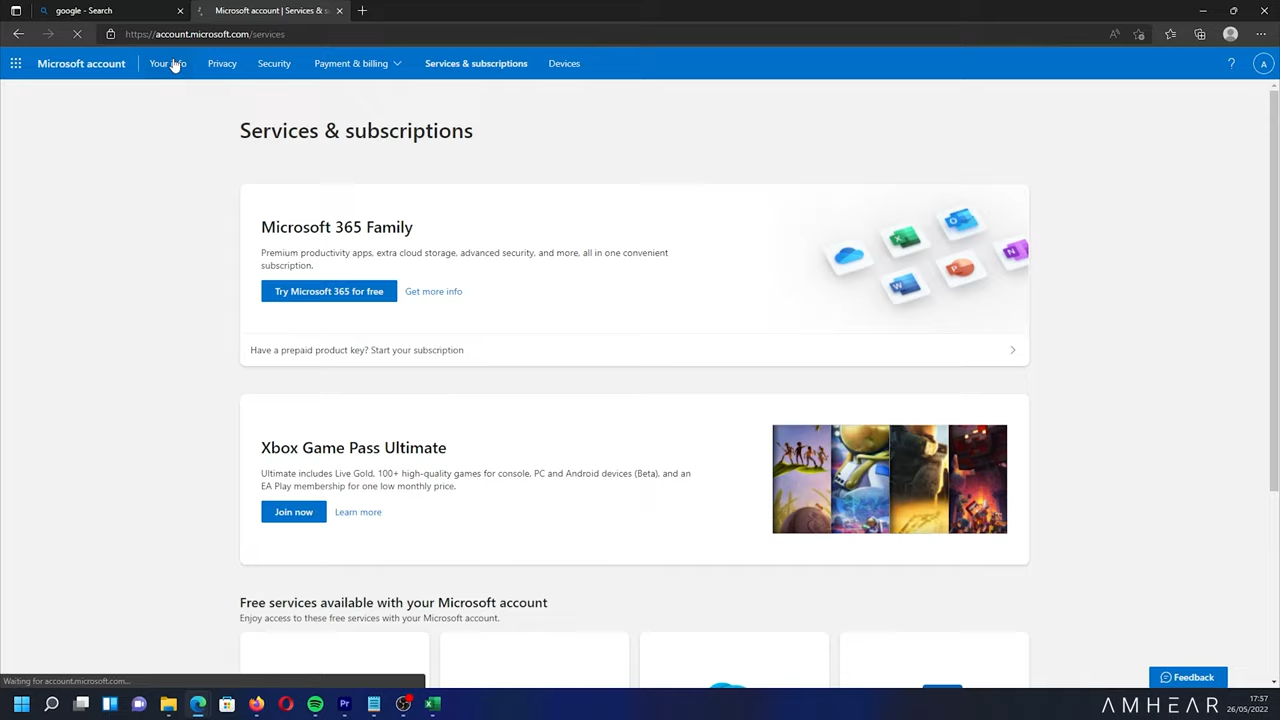 google - Search
Microsoft account | Services & s
https://account.microsoft.com/services
Microsoft account
Your info
Privacy
Security
Payment & billing
Services & subscriptions
Devices
?
A
Services & subscriptions
Microsoft 365 Family
Premium productivity apps, extra cloud storage, advanced security, and more, all in one convenient
subscription.
Try Microsoft 365 for free
Get more info
Have a prepaid product key? Start your subscription
Xbox Game Pass Ultimate
Ultimate includes Live Gold, 100+ high-quality games for console, PC and Android devices (Beta), and an
EA Play membership for one low monthly price.
Join now
Learn more
Free services available with your Microsoft account
Enjoy access to these free services with your Microsoft account.
Waiting for account.microsoft.com...
Feedback
17:57
26/05/2022
AMHEAR